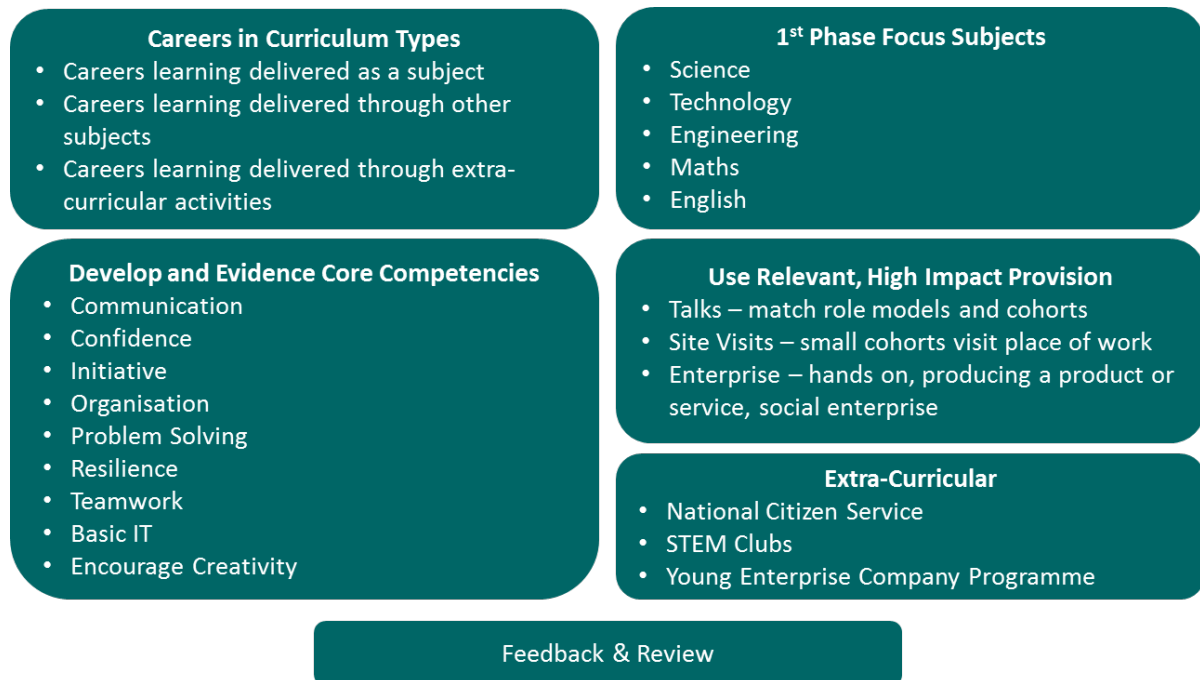 Careers in Curriculum Types
• Careers learning delivered as a subject
• Careers learning delivered through other
subjects
• Careers learning delivered through extra-
curricular activities
1st Phase Focus Subjects
• Science
• Technology
• Engineering
• Maths
• English
Develop and Evidence Core Competencies
• Communication
• Confidence
• Initiative
• Organisation
• Problem Solving
• Resilience
• Teamwork
• Basic IT
• Encourage Creativity
Use Relevant, High Impact Provision
• Talks – match role models and cohorts
• Site Visits – small cohorts visit place of work
• Enterprise – hands on, producing a product or
service, social enterprise
Extra-Curricular
• National Citizen Service
• STEM Clubs
• Young Enterprise Company Programme
Feedback & Review